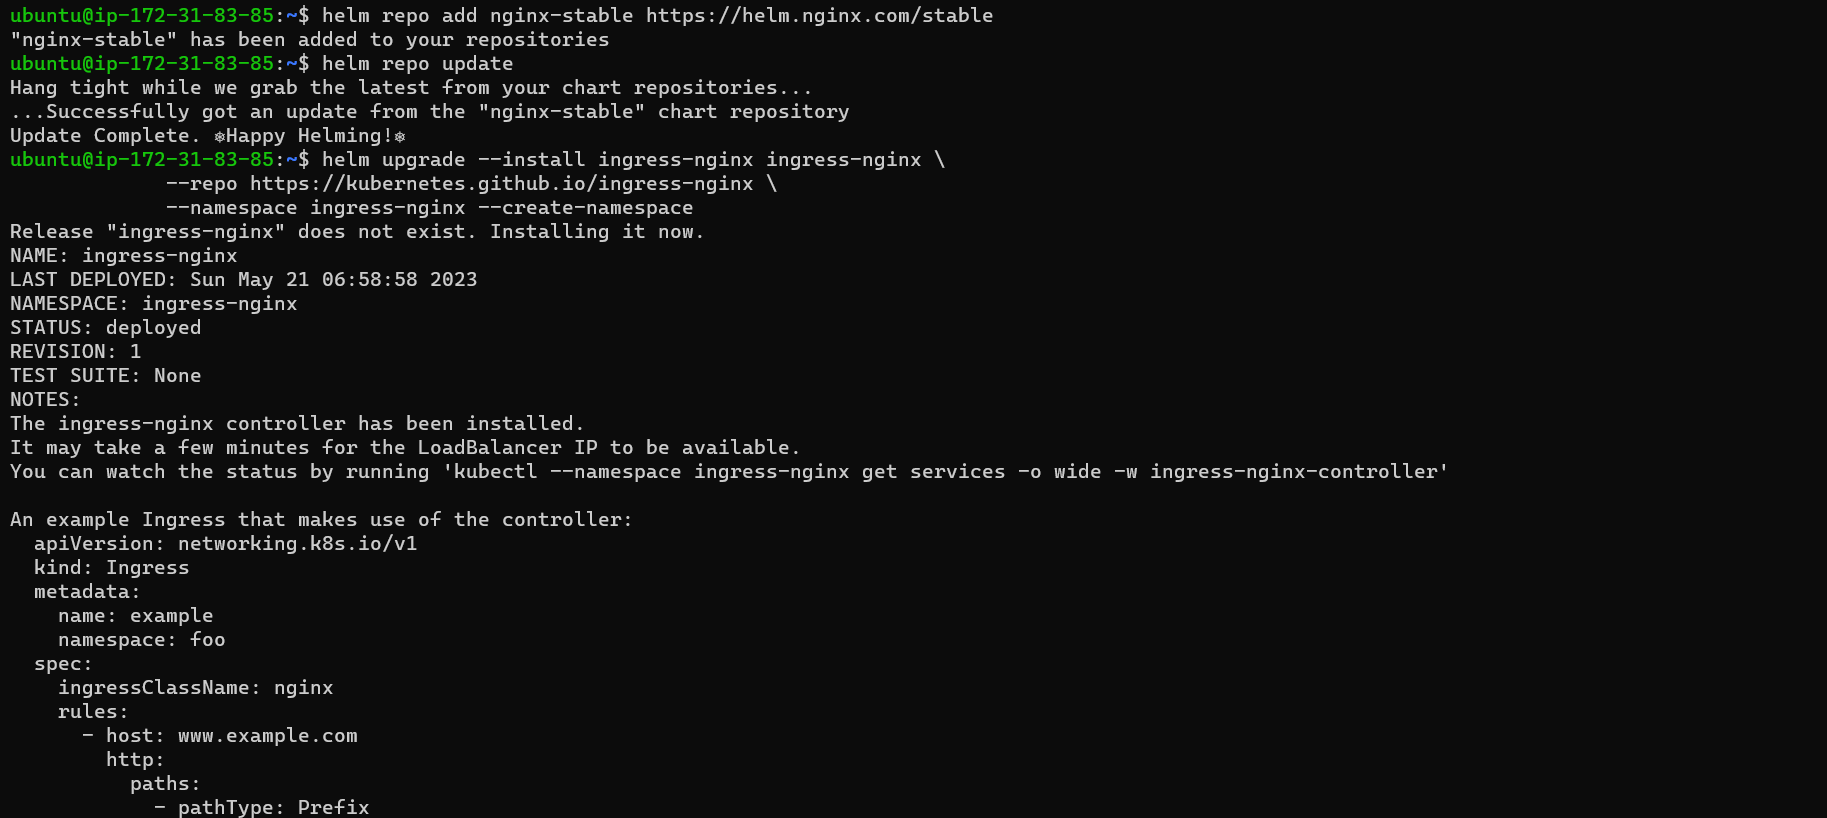 ubuntu@ip-172-31-83-85:~$ helm repo add nginx-stable https://helm.nginx.com/stable
"nginx-stable" has been added to your repositories
ubuntu@ip-172-31-83-85:~$ helm repo update
Hang tight while we grab the latest from your chart repositories...
...Successfully got an update from the "nginx-stable" chart repository
Update Complete. ⎈Happy Helming!⎈
ubuntu@ip-172-31-83-85:~$ helm upgrade --install ingress-nginx ingress-nginx \
             --repo https://kubernetes.github.io/ingress-nginx \
             --namespace ingress-nginx --create-namespace
Release "ingress-nginx" does not exist. Installing it now.
NAME: ingress-nginx
LAST DEPLOYED: Sun May 21 06:58:58 2023
NAMESPACE: ingress-nginx
STATUS: deployed
REVISION: 1
TEST SUITE: None
NOTES:
The ingress-nginx controller has been installed.
It may take a few minutes for the LoadBalancer IP to be available.
You can watch the status by running 'kubectl --namespace ingress-nginx get services -o wide -w ingress-nginx-controller'

An example Ingress that makes use of the controller:
  apiVersion: networking.k8s.io/v1
  kind: Ingress
  metadata:
    name: example
    namespace: foo
  spec:
    ingressClassName: nginx
    rules:
      - host: www.example.com
        http:
          paths:
            - pathType: Prefix